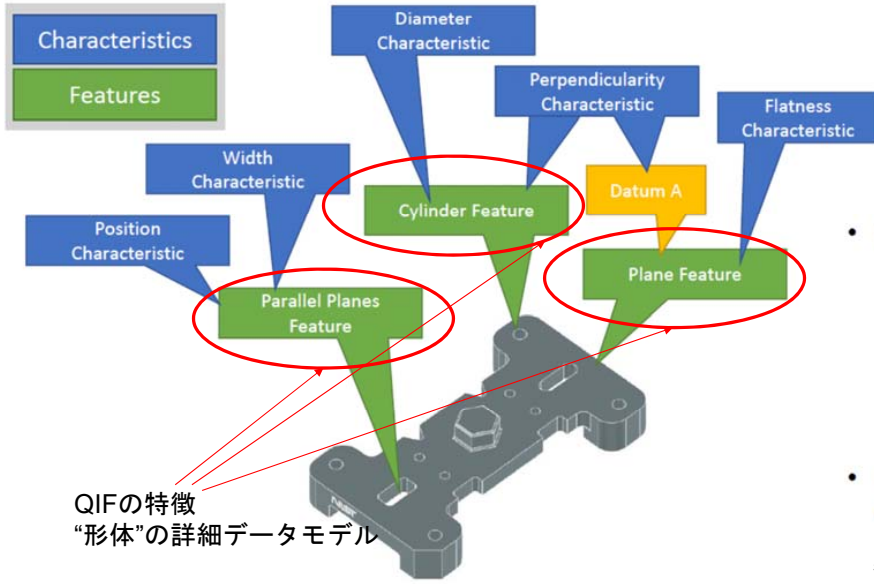 Characteristics
Features
Diameter
Characteristic
Perpendicularity
Characteristic
Flatness
Characteristic
Width
Characteristic
Position
Characteristic
Cylinder Feature
Datum A
Plane Feature
Parallel Planes
Feature
QIFの特徴
“形体”の詳細データモデル
•
•